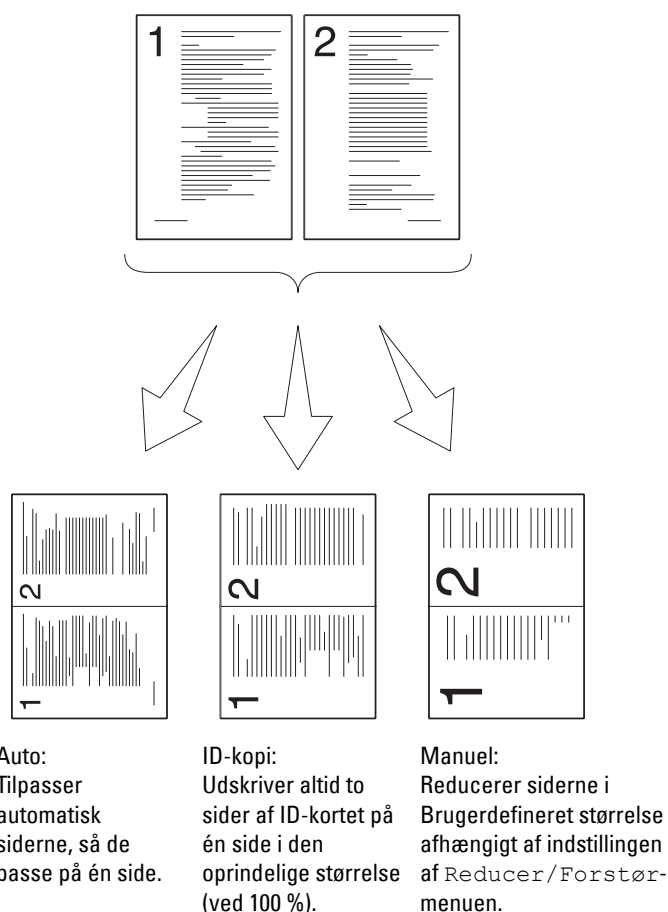 1
2
2
1
2
1
2
1
Auto:
Tilpasser
automatisk
siderne, så de
passe på én side.
ID-kopi:
Udskriver altid to
sider af ID-kortet på
én side i den
oprindelige størrelse
(ved 100 %).
Manuel:
Reducerer siderne i
Brugerdefineret størrelse
afhængigt af indstillingen
af Reducer/Forstør-
menuen.